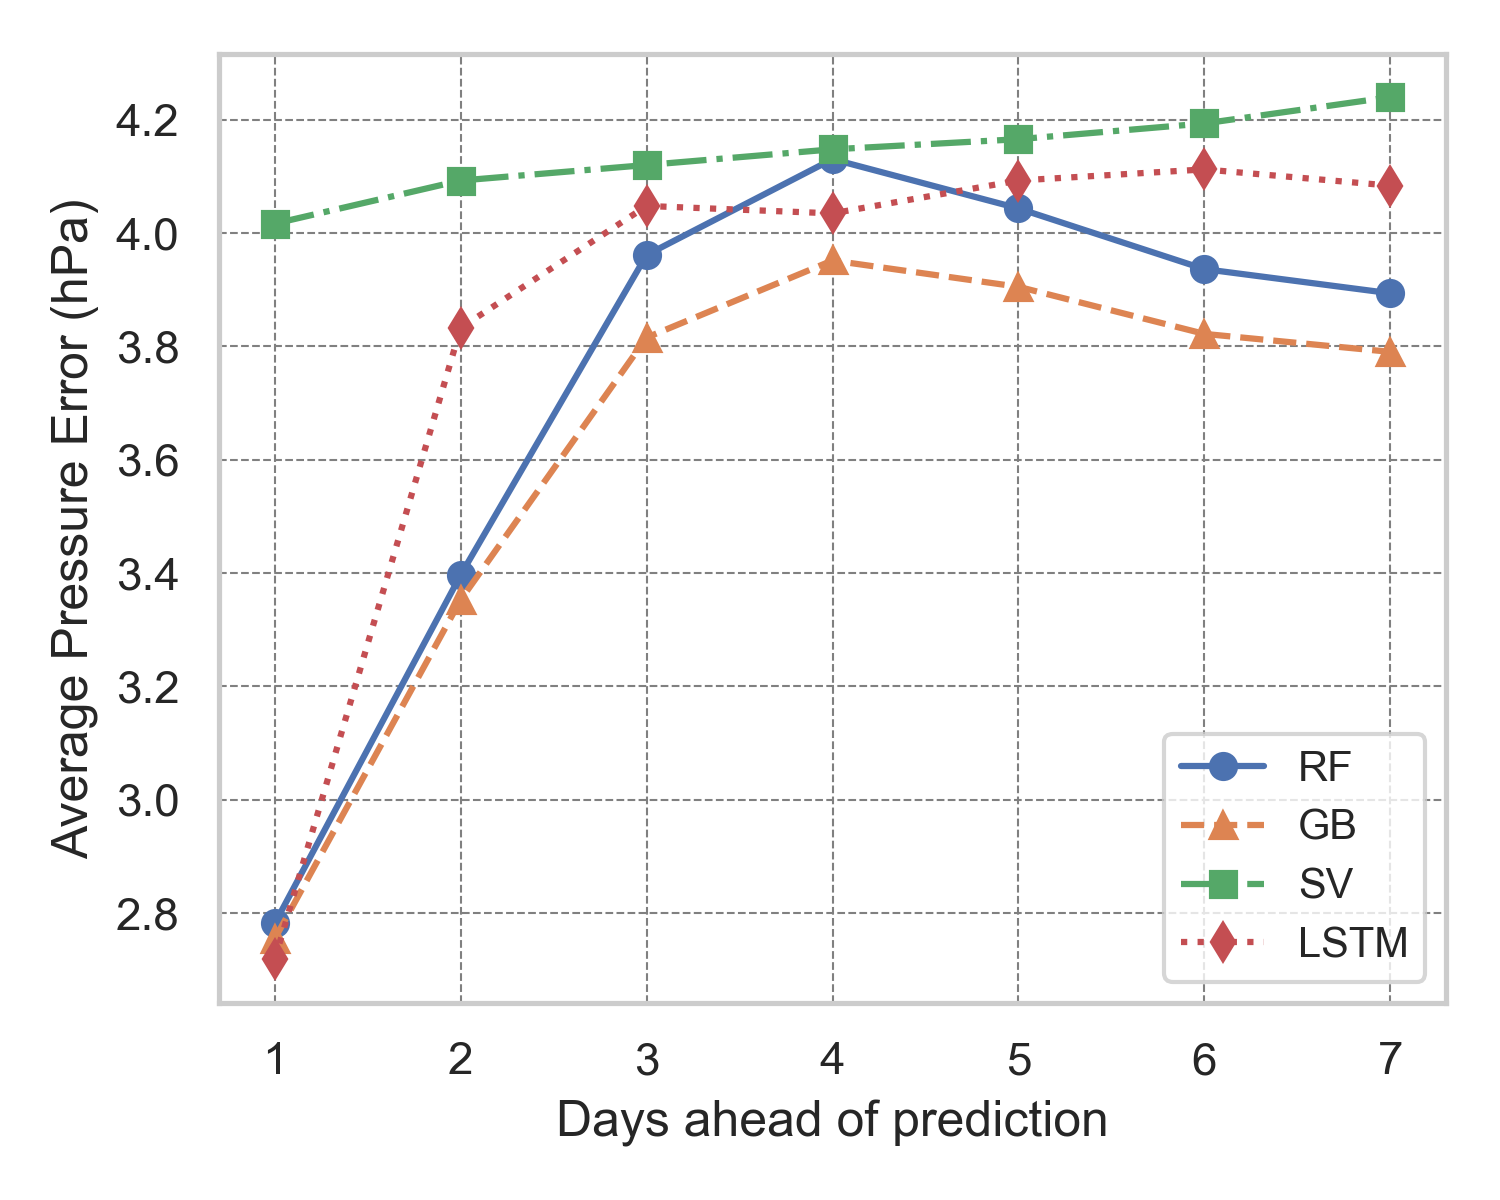 Average Pressure Error (hPa)
4.2
4.0
3.8
3.6
3.4
3.2
3.0
2.8
RF
GB
SV
LSTM
1 2 3 4 5 6 7
Days ahead of prediction